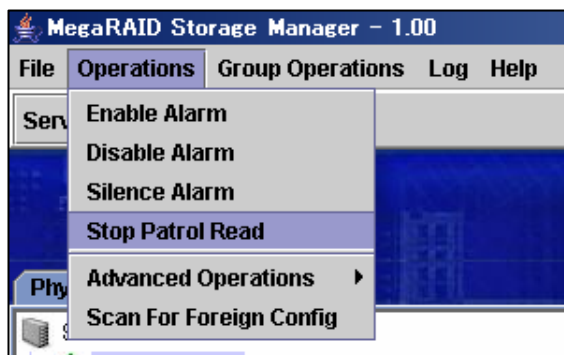 MegaRAID Storage Manager - 1.00
File Operations Group Operations Log Help
Enable Alarm
Disable Alarm
Silence Alarm
Stop Patrol Read
Advanced Operations
Scan For Foreign Config